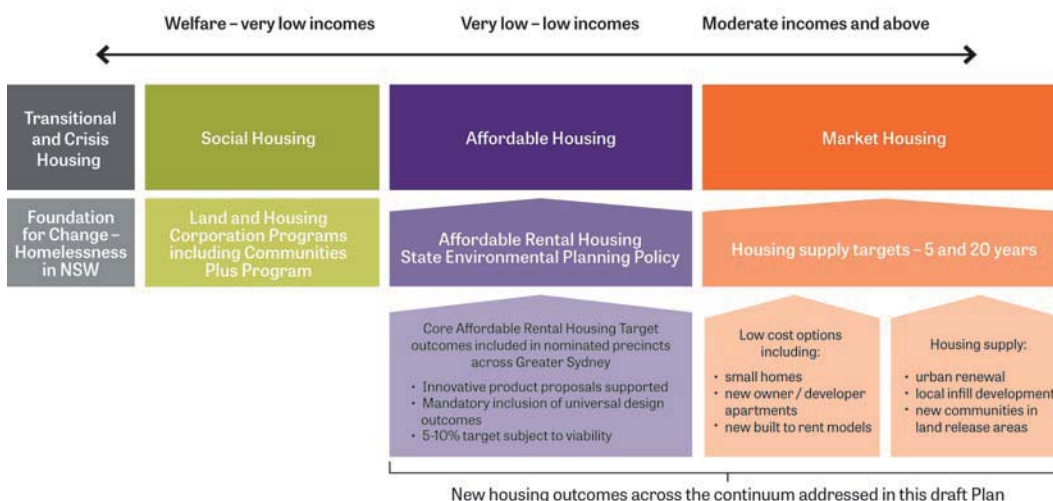 Welfare – very low incomes
Very low – low incomes
Moderate incomes and above
Transitional
and Crisis
Housing
Social Housing
Affordable Housing
Market Housing
Foundation
for Change –
Homelessness
in NSW
Land and Housing
Corporation Programs
including Communities
Plus Program
Affordable Rental Housing
State Environmental Planning Policy
Housing supply targets – 5 and 20 years
Core Affordable Rental Housing Target
outcomes included in nominated precincts
across Greater Sydney
• Innovative product proposals supported
• Mandatory inclusion of universal design
outcomes
• 5-10% target subject to viability
Low cost options
including:
• small homes
• new owner / developer
apartments
• new built to rent models
Housing supply:
• urban renewal
• local infill development
• new communities in
land release areas
New housing outcomes across the continuum addressed in this draft Plan